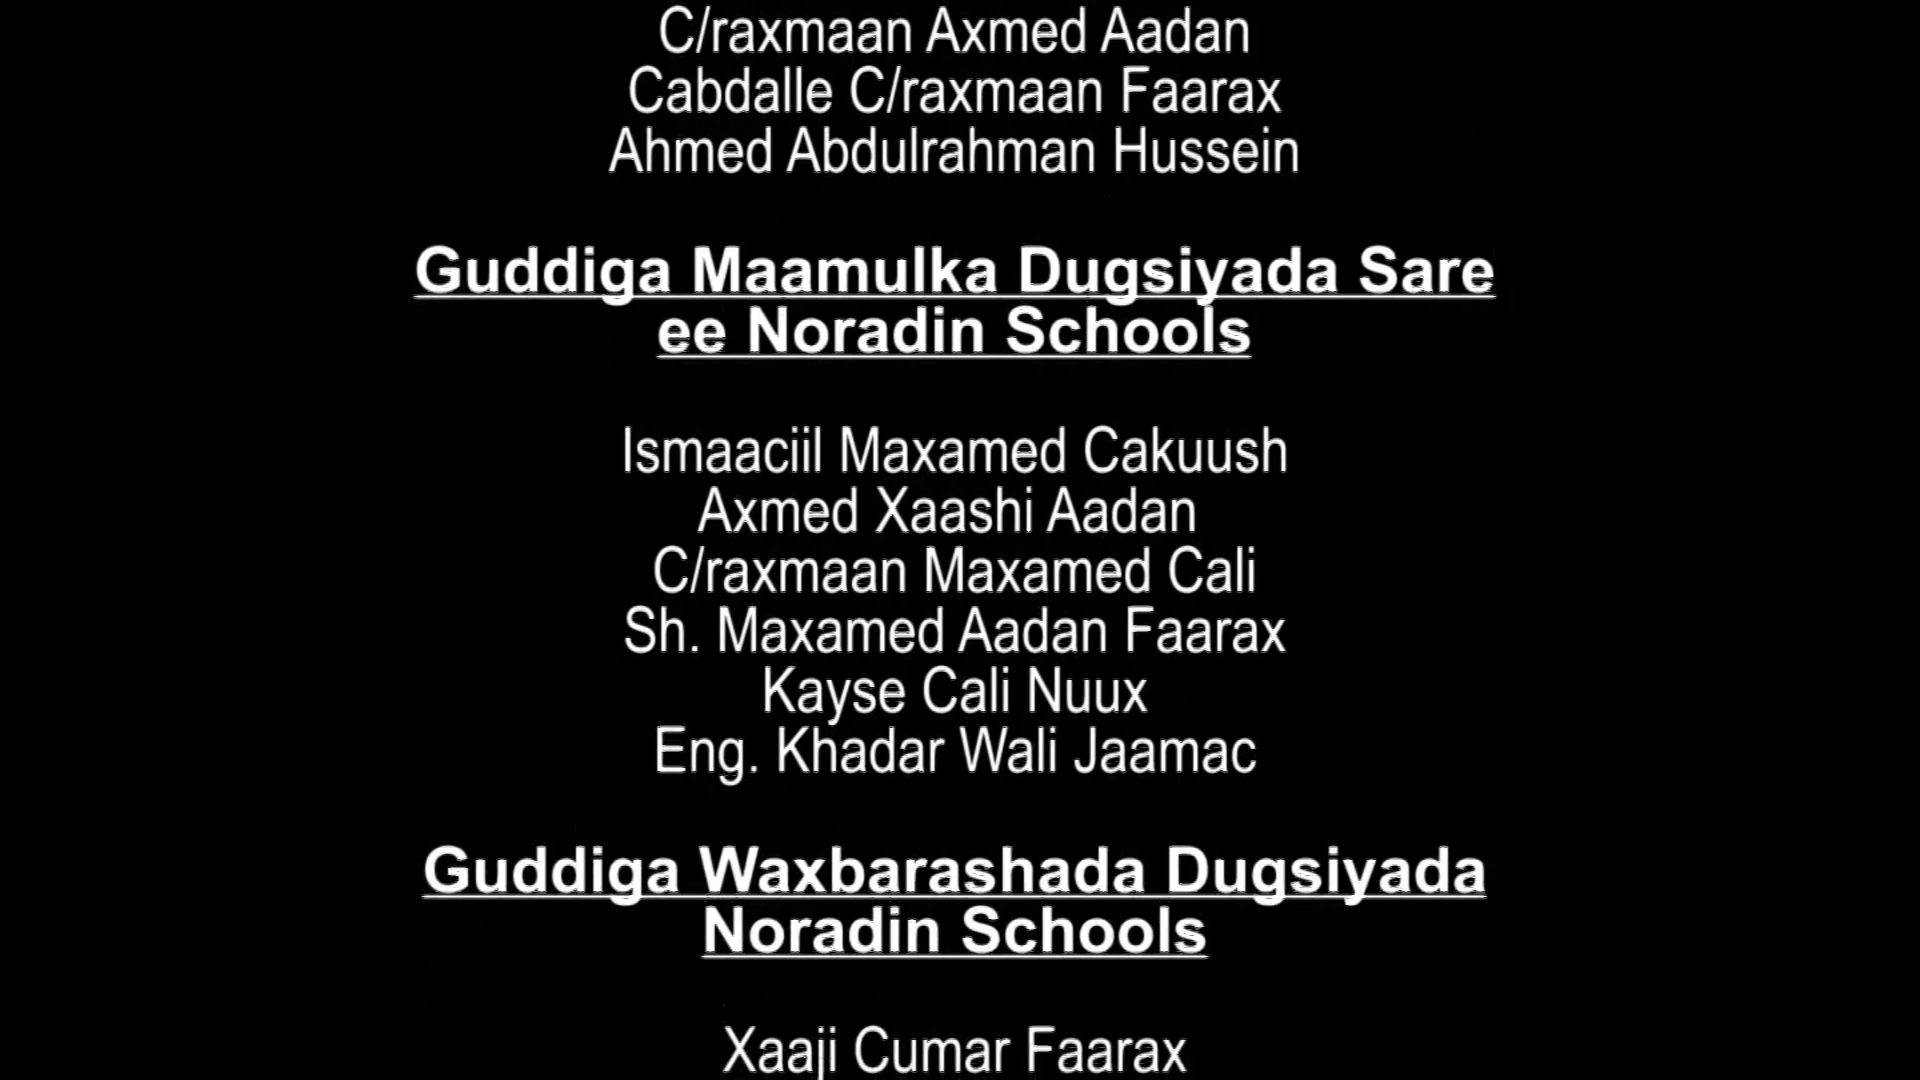 C/raxmaan Axmed Aadan
Cabdalle C/raxmaan Faarax
Ahmed Abdulrahman Hussein
Guddiga Maamulka Dugsiyada Sare
ee Noradin Schools
Ismaaciil Maxamed Cakuush
Axmed Xaashi Aadan
C/raxmaan Maxamed Cali
Sh. Maxamed Aadan Faarax
Kayse Cali Nuux
Eng. Khadar Wali Jaamac
Guddiga Waxbarashada Dugsiyada
Noradin Schools
Xaaji Cumar Faarax